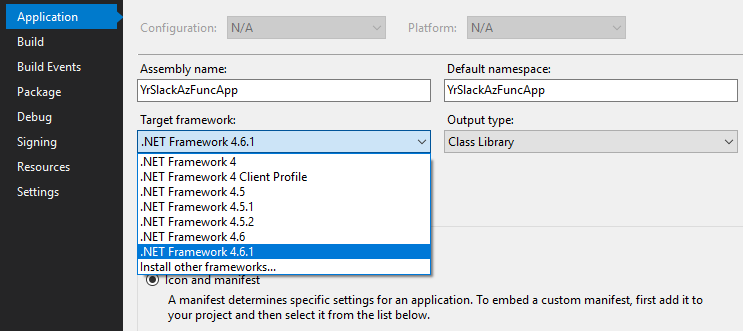 Application
Build
Build Events
Package
Debug
Signing
Resources
Settings
Configuration: N/A Platform: N/A
Assembly name: Default namespace:
YrSlackAzFuncApp YrSlackAzFuncApp
Target framework: Output type:
.NET Framework 4.6.1 Class Library
.NET Framework 4
.NET Framework 4 Client Profile
.NET Framework 4.5
.NET Framework 4.5.1
.NET Framework 4.5.2
.NET Framework 4.6
.NET Framework 4.6.1
Install other frameworks...
Icon and manifest
A manifest determines specific settings for an application. To embed a custom manifest, first add it to
your project and then select it from the list below.